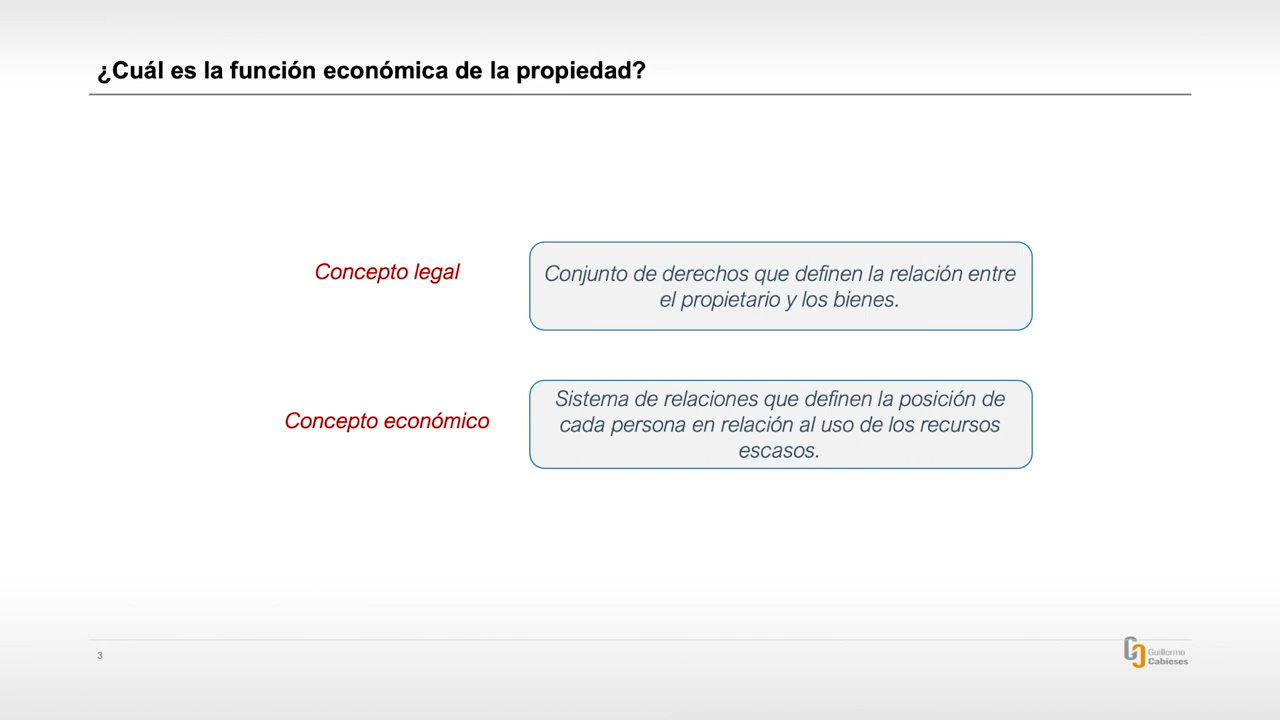 ¿Cuál es la función económica de la propiedad?
Concepto legal
Conjunto de derechos que definen la relación entre
el propietario y los bienes.
Concepto económico
Sistema de relaciones que definen la posición de
cada persona en relación al uso de los recursos
escasos.
3
Guillermo
Cabieses